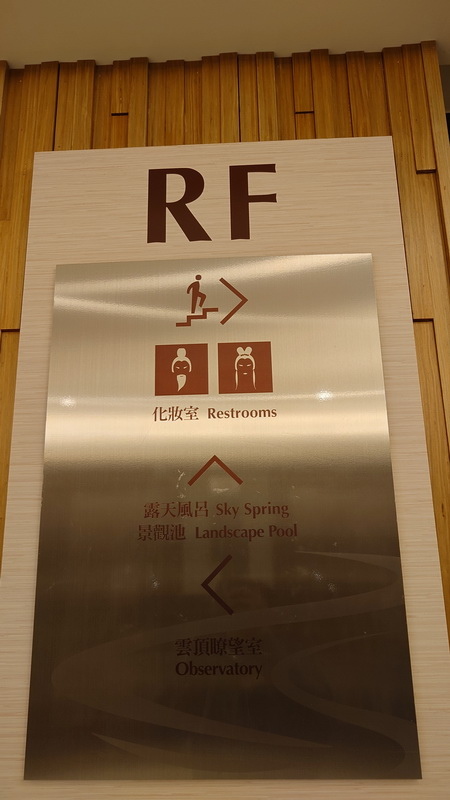 RF
化妝室 Restrooms
露天風呂 Sky Spring
景觀池 Landscape Pool
雲頂瞭望室
Observatory